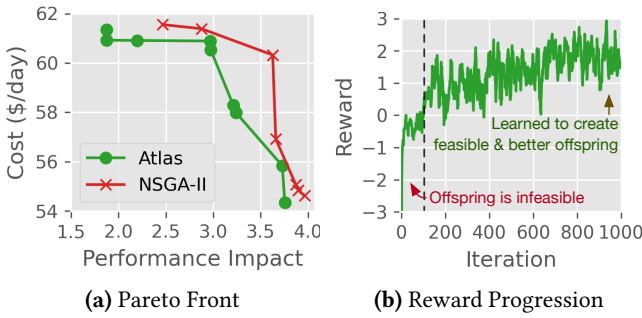 62
60
58
56
54
Cost ($/day)
Atlas
NSGA-II
1.5 2.0 2.5 3.0 3.5 4.0
Performance Impact
(a) Pareto Front
3
2
1
0
−1
−2
−3
Reward
Learned to create
feasible & better offspring
Offspring is infeasible
0 200 400 600 800 1000
Iteration
(b) Reward Progression